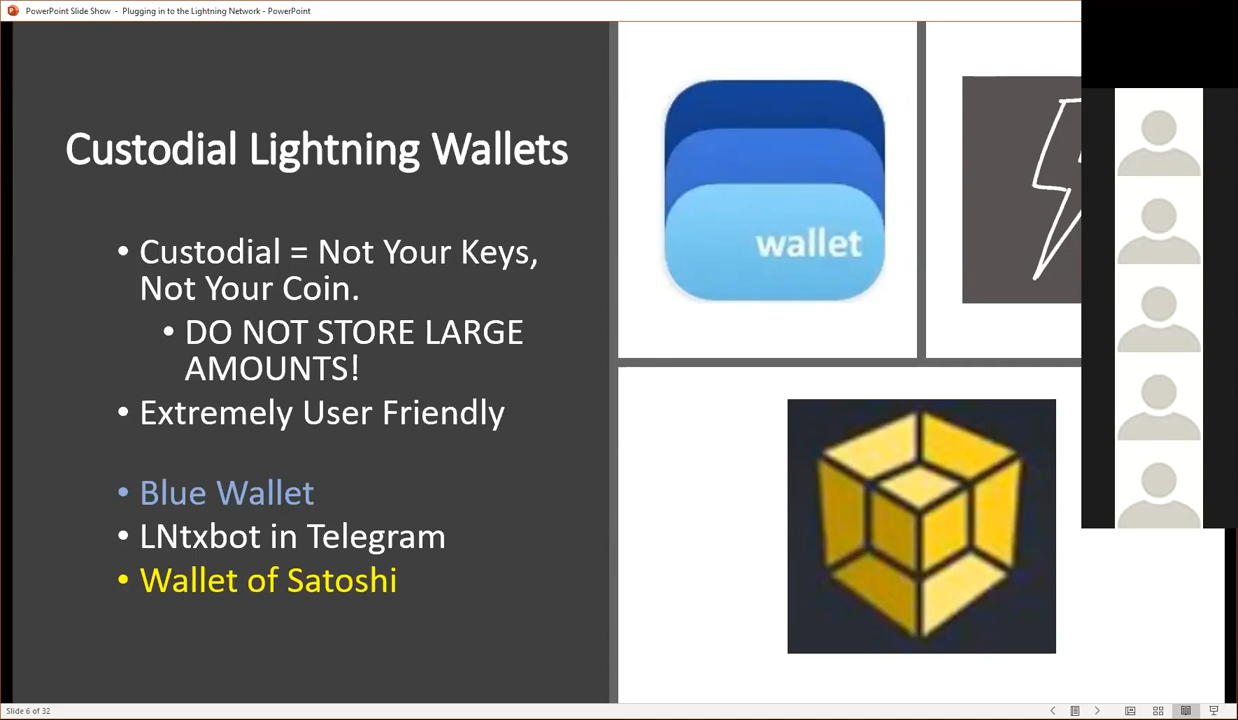 PowerPoint Slide Show - Plugging in to the Lightning Network - PowerPoint
Custodial Lightning Wallets
• Custodial = Not Your Keys,
Not Your Coin.
• DO NOT STORE LARGE
AMOUNTS!
• Extremely User Friendly
• Blue Wallet
• LNtxbot in Telegram
• Wallet of Satoshi
wallet
Slide 6 of 32